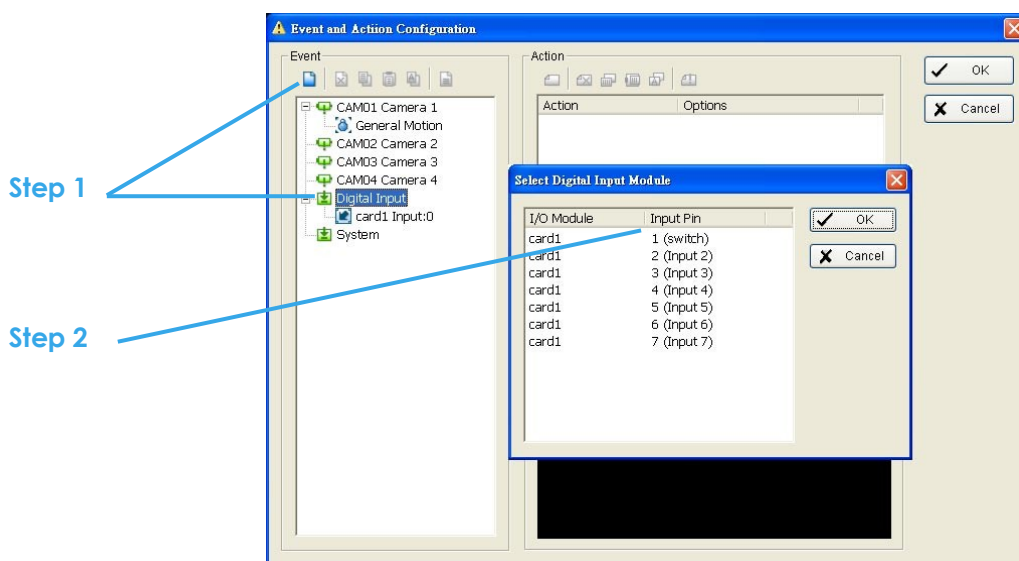 Event and Actiion Configuration
Event
CAM01 Camera 1
General Motion
CAM02 Camera 2
CAM03 Camera 3
CAM04 Camera 4
Digital Input
card1 Input:0
System
Action
Action Options
OK
Cancel
Step 1
Step 2
Select Digital Input Module
I/O Module Input Pin
card1 1 (switch)
card1 2 (Input 2)
card1 3 (Input 3)
card1 4 (Input 4)
card1 5 (Input 5)
card1 6 (Input 6)
card1 7 (Input 7)
OK
Cancel